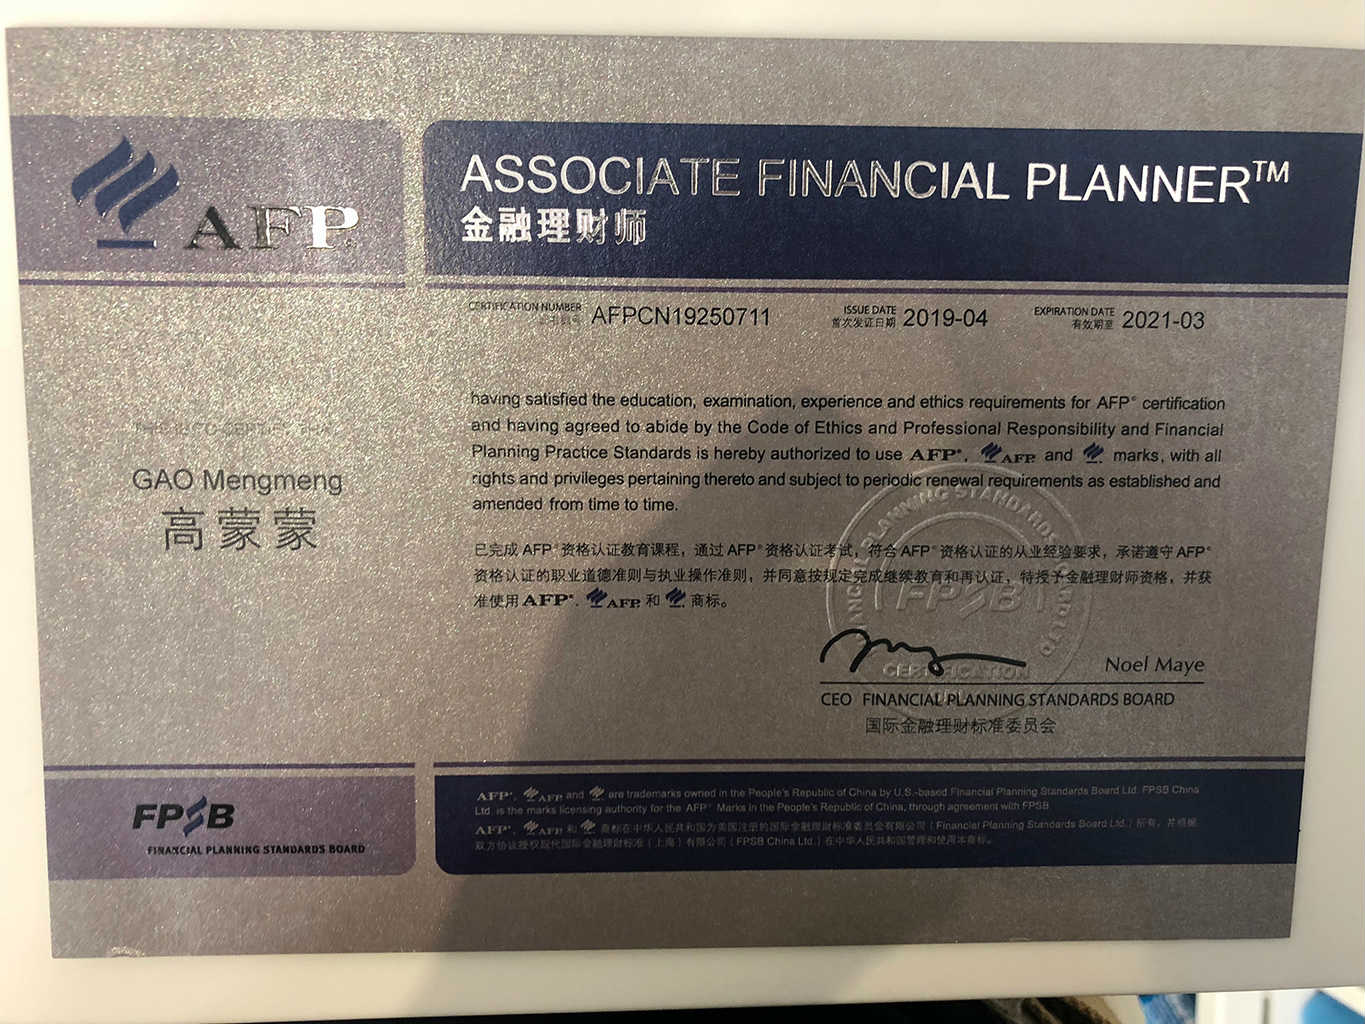 AFP®
ASSOCIATE FINANCIAL PLANNER™
金融理财师
CERTIFICATION NUMBER
证书编号
AFPCN19250711
ISSUE DATE
首次发证日期
2019-04
EXPIRATION DATE
有效期至
2021-03
THIS IS TO CERTIFY THAT
GAO Mengmeng
高蒙蒙
having satisfied the education, examination, experience and ethics requirements for AFP® certification
and having agreed to abide by the Code of Ethics and Professional Responsibility and Financial
Planning Practice Standards is hereby authorized to use AFP®, AFP® and marks, with all
rights and privileges pertaining thereto and subject to periodic renewal requirements as established and
amended from time to time.
已完成 AFP®资格认证教育课程，通过 AFP®资格认证考试，符合 AFP®资格认证的从业经验要求，承诺遵守 AFP®
资格认证的职业道德准则与执业操作准则，并同意按规定完成继续教育和再认证，特授予金融理财师资格，并获
准使用 AFP®, AFP® 和 商标。
FINANCIAL PLANNING STANDARDS BOARD LTD
FPSB
CERTIFICATION
Noel Maye
CEO FINANCIAL PLANNING STANDARDS BOARD
国际金融理财标准委员会
FPSB
FINANCIAL PLANNING STANDARDS BOARD
AFP®, AFP® and are trademarks owned in the People's Republic of China by U.S.-based Financial Planning Standards Board Ltd. FPSB China
Ltd. is the marks licensing authority for the AFP® Marks in the People's Republic of China, through agreement with FPSB.
AFP®, AFP® 和 商标在中华人民共和国为美国注册的国际金融理财标准委员会有限公司（Financial Planning Standards Board Ltd.）所有，并根据
双方协议授权现代国际金融理财标准（上海）有限公司（FPSB China Ltd.）在中华人民共和国管理和使用本商标。